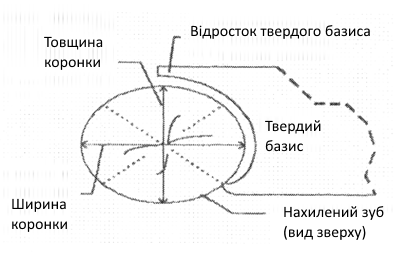 Товщина
коронки
Відросток твердого базиса
Твердий
базис
Ширина
коронки
Нахилений зуб
(вид зверху)